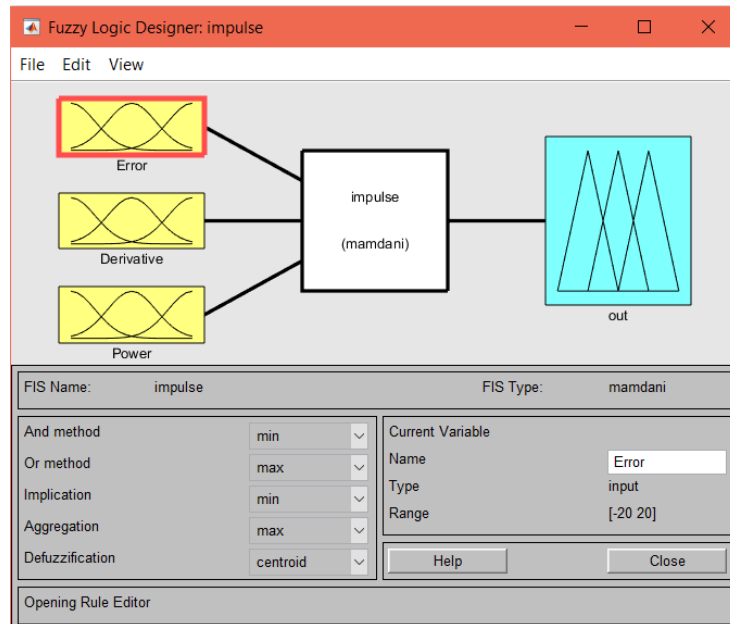 Fuzzy Logic Designer: impulse
File Edit View
Error
Derivative
Power
impulse
(mamdani)
out
FIS Name: impulse FIS Type: mamdani
And method min
Or method max
Implication min
Aggregation max
Defuzzification centroid
Current Variable
Name Error
Type input
Range [-20 20]
Help Close
Opening Rule Editor